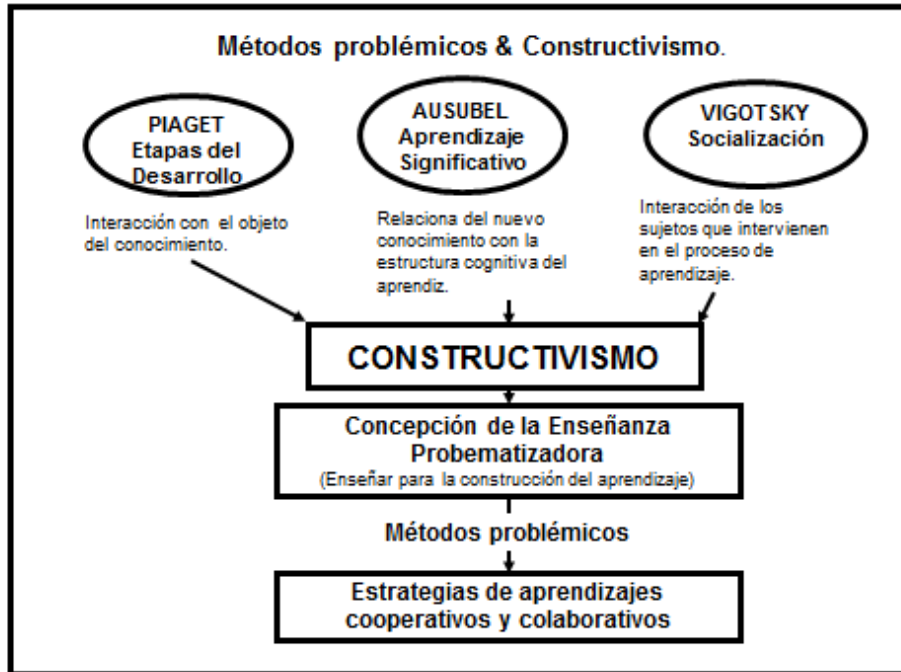 Métodos problémicos & Constructivismo.
PIAGET
Etapas del
Desarrollo
Interacción con el objeto
del conocimiento.
AUSUBEL
Aprendizaje
Significativo
Relaciona del nuevo
conocimiento con la
estructura cognitiva del
aprendiz.
VIGOTSKY
Socialización
Interacción de los
sujetos que intervienen
en el proceso de
aprendizaje.
CONSTRUCTIVISMO
Concepción de la Enseñanza
Probematizadora
(Enseñar para la construcción del aprendizaje)
Métodos problémicos
Estrategias de aprendizajes
cooperativos y colaborativos